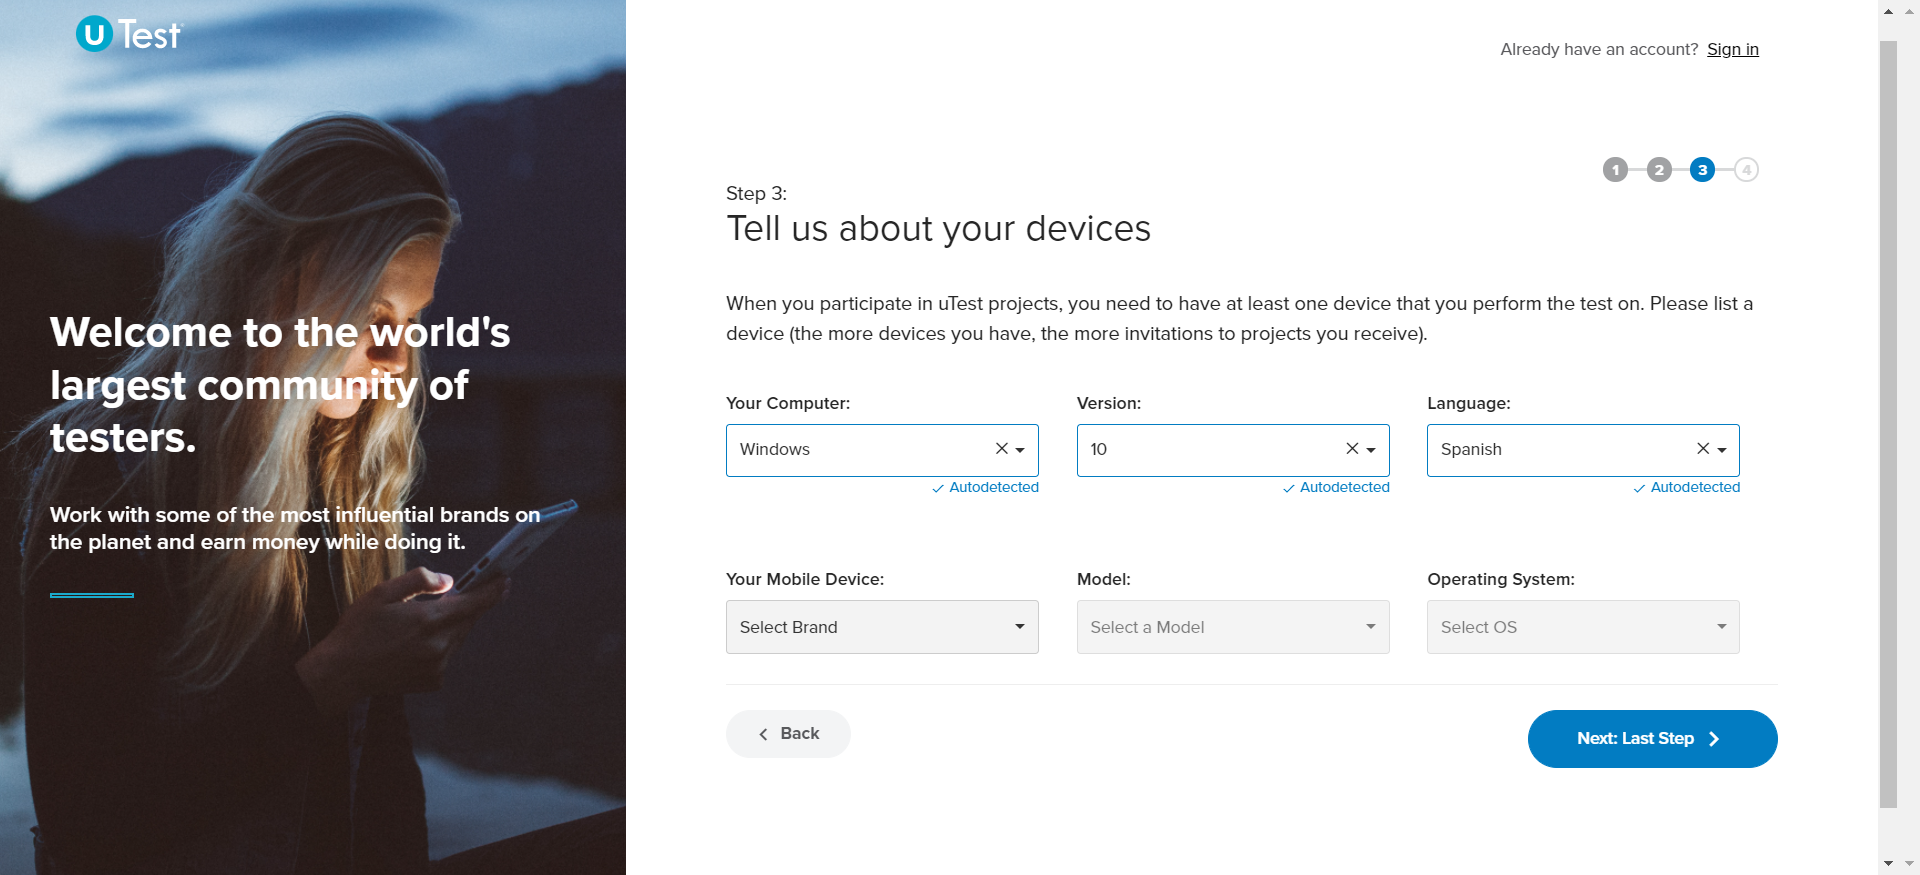 uTest
Already have an account? Sign in
1 2 3 4
Step 3:
Tell us about your devices
When you participate in uTest projects, you need to have at least one device that you perform the test on. Please list a
device (the more devices you have, the more invitations to projects you receive).
Your Computer: Version: Language:
Windows 10 Spanish
Autodetected Autodetected Autodetected
Your Mobile Device: Model: Operating System:
Select Brand Select a Model Select OS
Back Next: Last Step
Welcome to the world's
largest community of
testers.
Work with some of the most influential brands on
the planet and earn money while doing it.